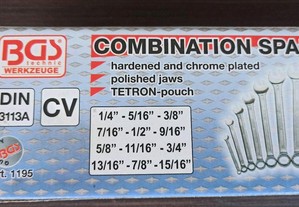 BGS
technic
WERKZEUGE
COMBINATION SPA
hardened and chrome plated
polished jaws
TETRON-pouch
DIN
3113A
CV
1/4” - 5/16” - 3/8”
7/16” - 1/2” - 9/16”
5/8” - 11/16” - 3/4”
13/16” - 7/8” - 15/16”
BGS
rt. 1195